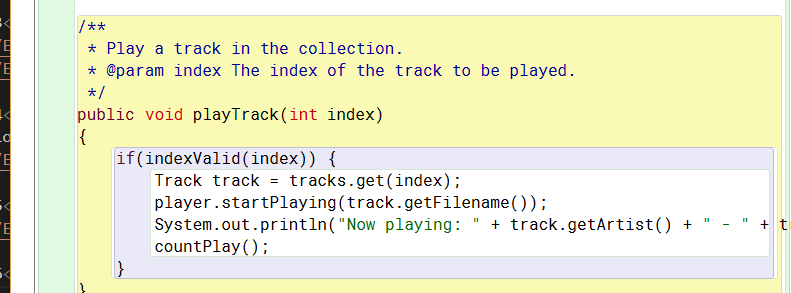 /**
 * Play a track in the collection.
 * @param index The index of the track to be played.
 */
public void playTrack(int index)
{
    if(indexValid(index)) {
        Track track = tracks.get(index);
        player.startPlaying(track.getFilename());
        System.out.println("Now playing: " + track.getArtist() + " - " +
        countPlay();
    }
}